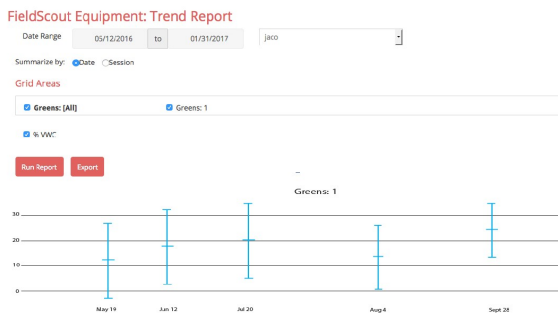 FieldScout Equipment: Trend Report
Date Range 05/12/2016 to 01/31/2017 jaco
Summarize by: Date Session
Grid Areas
Greens: [All] Greens: 1
% VWC
Run Report Export
Greens: 1
30
20
10
0
May 19 Jun 12 Jul 20 Aug 4 Sept 28